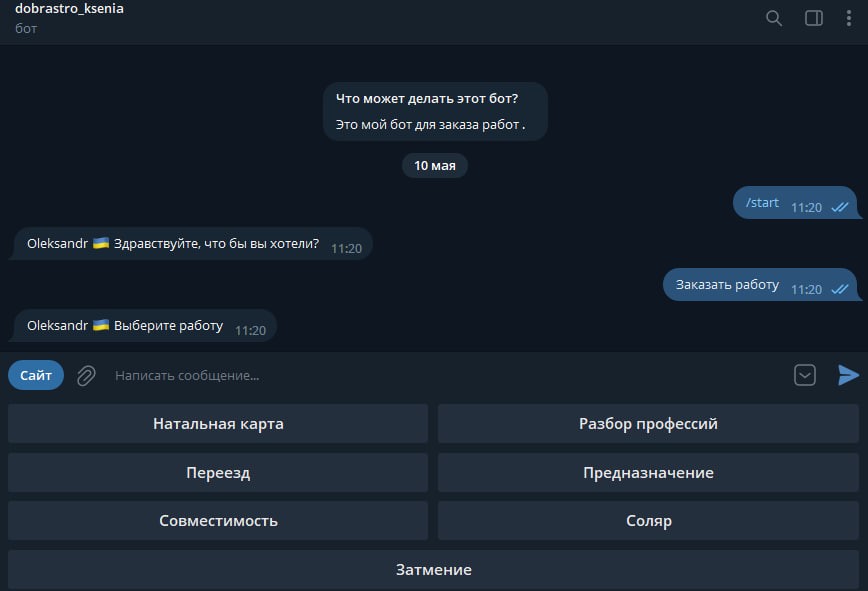 dobrastro_ksenia
бот
Что может делать этот бот?
Это мой бот для заказа работ .
10 мая
/start 11:20
Oleksandr 🇺🇦 Здравствуйте, что бы вы хотели? 11:20
Заказать работу 11:20
Oleksandr 🇺🇦 Выберите работу 11:20
Сайт Написать сообщение...
Натальная карта Разбор профессий
Переезд Предназначение
Совместимость Соляр
Затмение